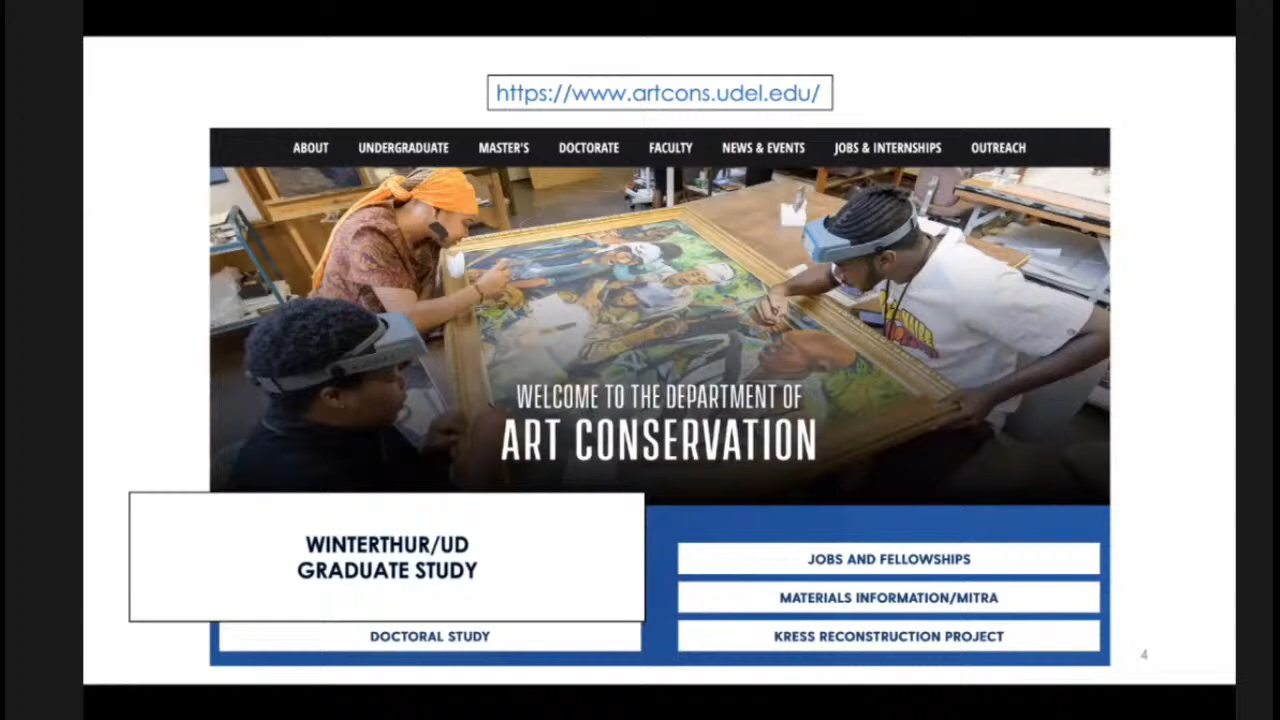 https://www.artcons.udel.edu/
ABOUT UNDERGRADUATE MASTER'S DOCTORATE FACULTY NEWS & EVENTS JOBS & INTERNSHIPS OUTREACH
WELCOME TO THE DEPARTMENT OF
ART CONSERVATION
WINTERTHUR/UD
GRADUATE STUDY
DOCTORAL STUDY
JOBS AND FELLOWSHIPS
MATERIALS INFORMATION/MITRA
KRESS RECONSTRUCTION PROJECT
4